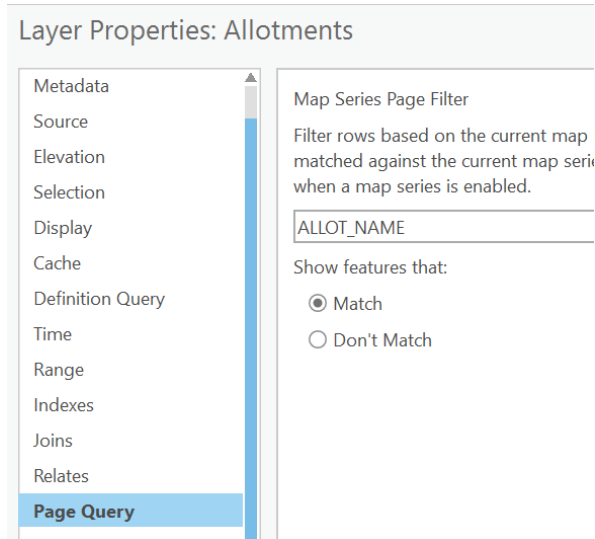 Layer Properties: Allotments
Metadata
Source
Elevation
Selection
Display
Cache
Definition Query
Time
Range
Indexes
Joins
Relates
Page Query
Map Series Page Filter
Filter rows based on the current map
matched against the current map serie
when a map series is enabled.
ALLOT_NAME
Show features that:
Match
Don't Match